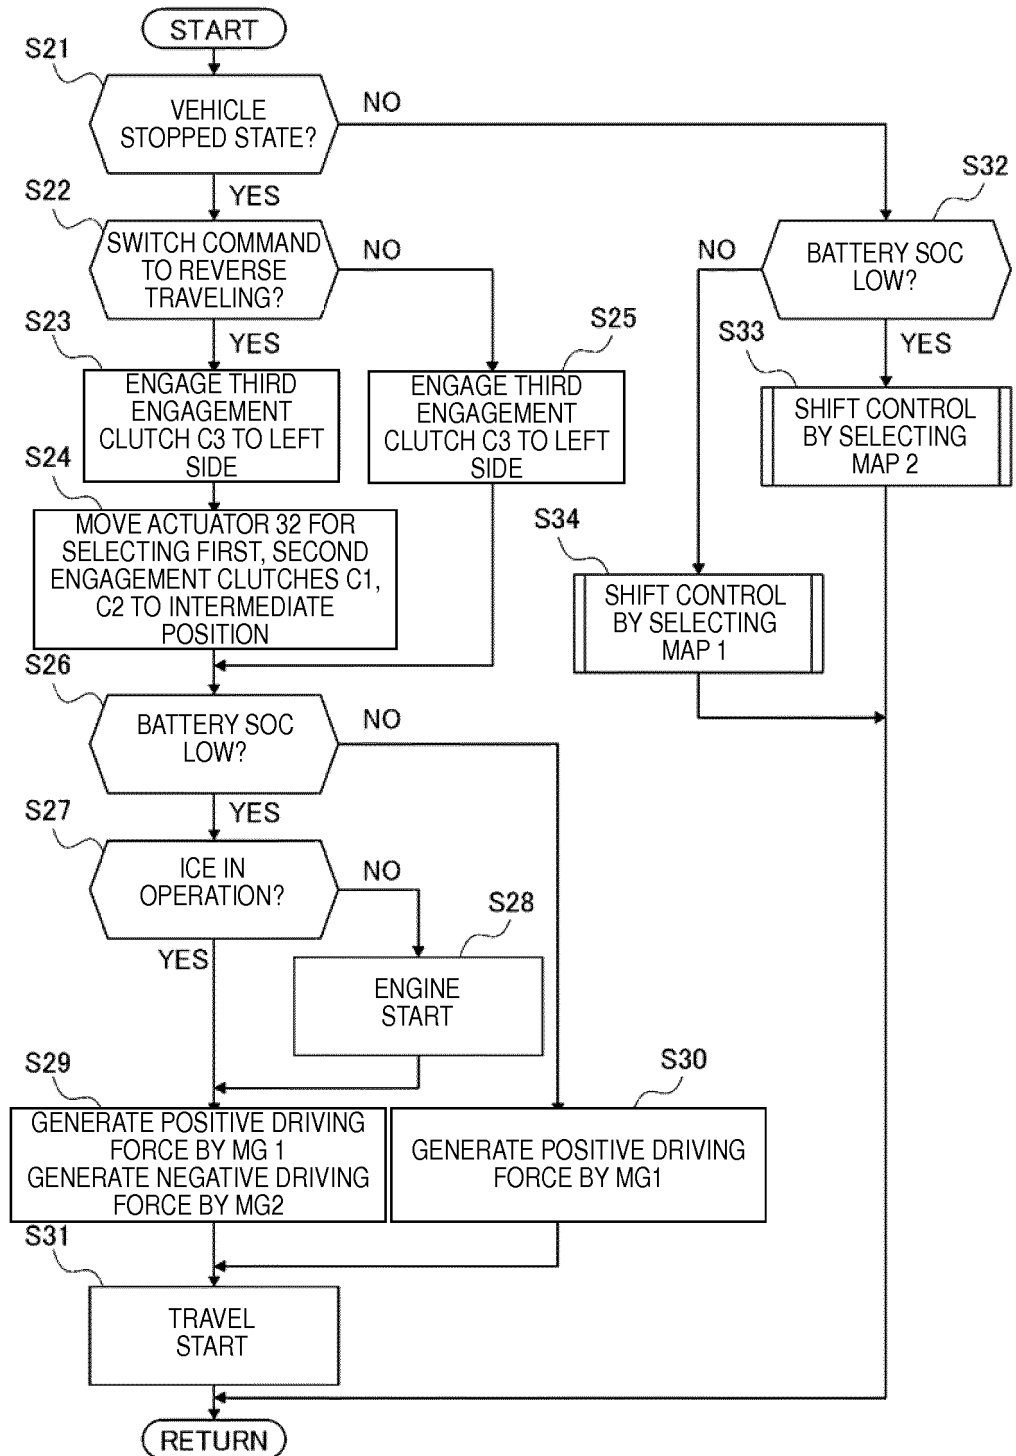 START
S21
VEHICLE
STOPPED STATE?
NO
YES
S22
SWITCH COMMAND
TO REVERSE
TRAVELING?
NO
YES
S32
BATTERY SOC
LOW?
NO
YES
S23
ENGAGE THIRD
ENGAGEMENT
CLUTCH C3 TO LEFT
SIDE
S25
ENGAGE THIRD
ENGAGEMENT
CLUTCH C3 TO LEFT
SIDE
S33
SHIFT CONTROL
BY SELECTING
MAP 2
S24
MOVE ACTUATOR 32 FOR
SELECTING FIRST, SECOND
ENGAGEMENT CLUTCHES C1,
C2 TO INTERMEDIATE
POSITION
S34
SHIFT CONTROL
BY SELECTING
MAP 1
S26
BATTERY SOC
LOW?
NO
YES
S27
ICE IN
OPERATION?
NO
YES
S28
ENGINE
START
S29
GENERATE POSITIVE DRIVING
FORCE BY MG 1
GENERATE NEGATIVE DRIVING
FORCE BY MG2
S30
GENERATE POSITIVE DRIVING
FORCE BY MG1
S31
TRAVEL
START
RETURN